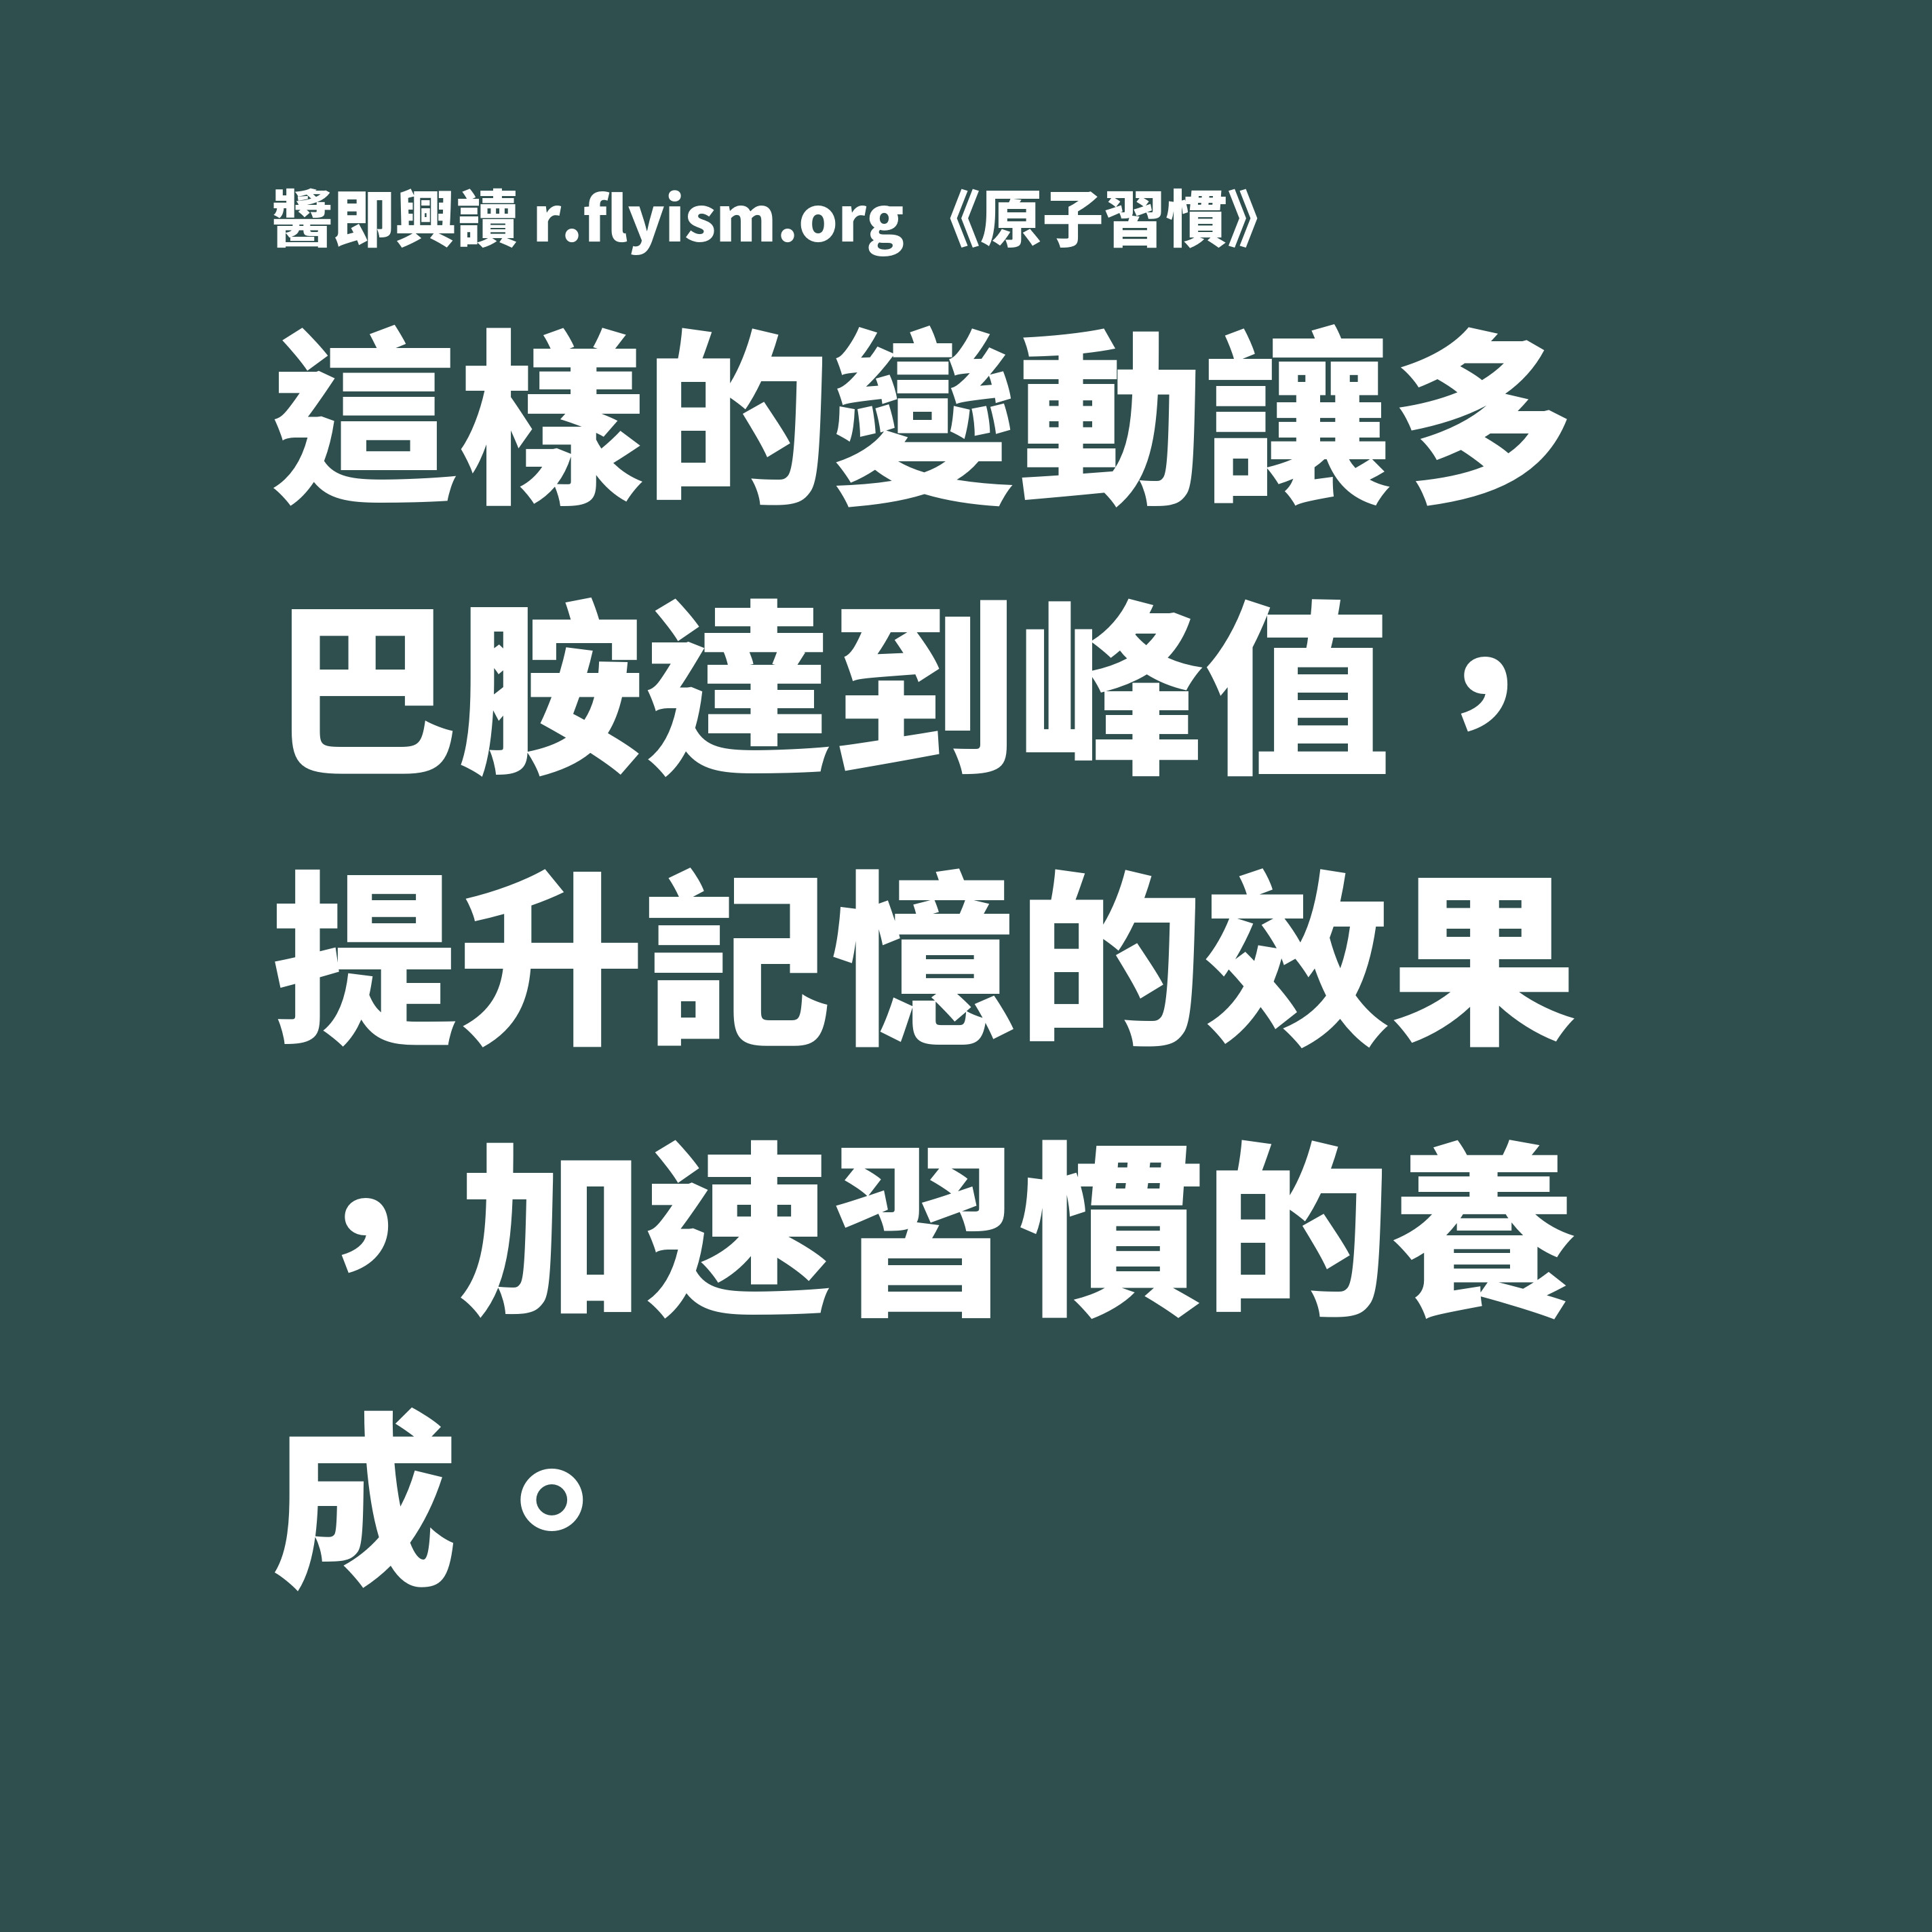 螯即興讀 r.flyism.org 《原子習慣》
這樣的變動讓多
巴胺達到峰值，
提升記憶的效果
，加速習慣的養
成。